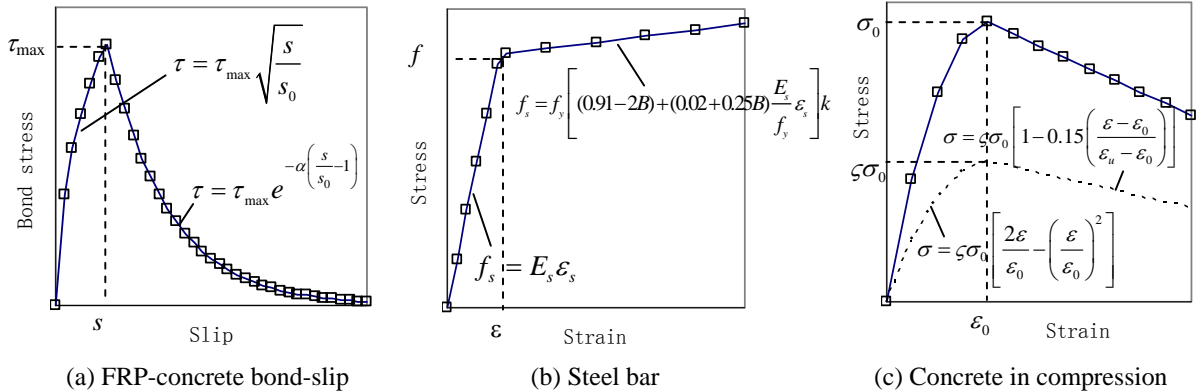 τmax
τ = τmax √(s/s0)
τ = τmax e^(−α(s/s0 −1))
Bond stress
s
Slip
(a) FRP-concrete bond-slip
f
fs = fy[(0.91−2B)+(0.02+0.25B) Es/fy εs]k
fs = Es εs
Stress
ε
Strain
(b) Steel bar
σ0
σ = ςσ0[1−0.15((ε−ε0)/(εu−ε0))]
ςσ0
σ = ςσ0[2ε/ε0 −(ε/ε0)²]
Stress
ε0
Strain
(c) Concrete in compression